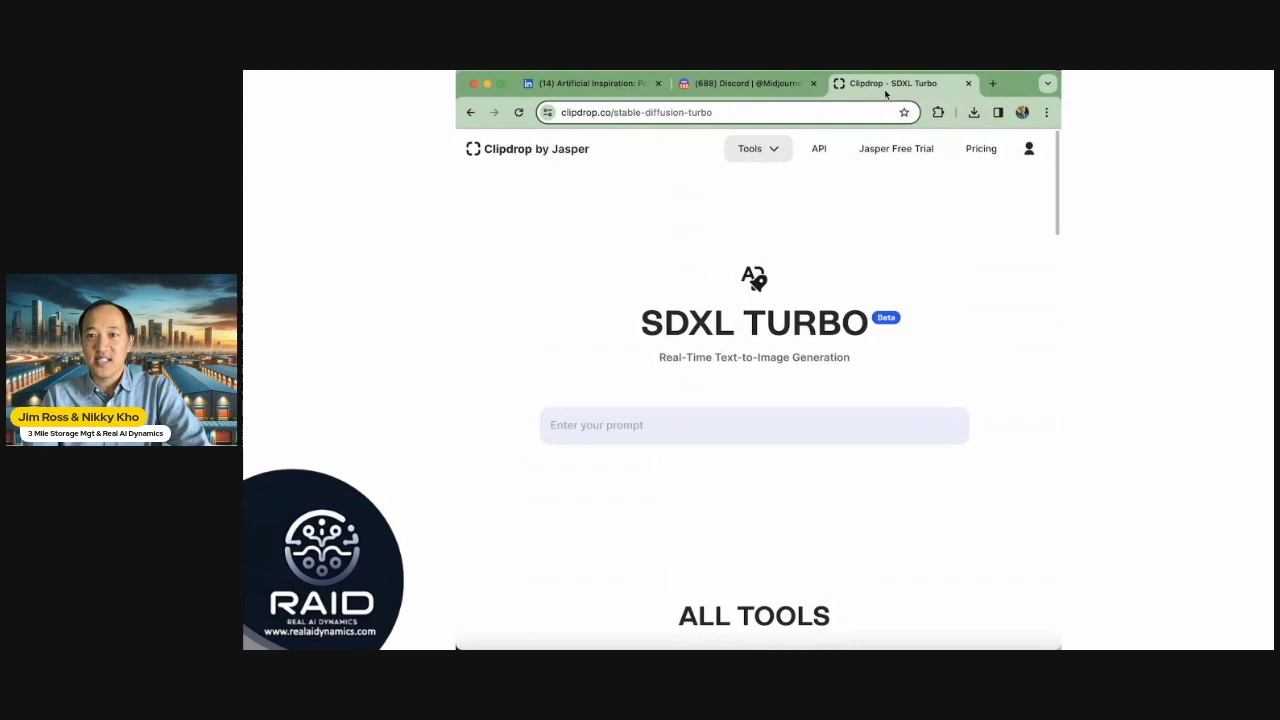 (14) Artificial Inspiration: Po
(688) Discord | @Midjourne
Clipdrop - SDXL Turbo
clipdrop.co/stable-diffusion-turbo
Clipdrop by Jasper
Tools
API
Jasper Free Trial
Pricing
SDXL TURBO
Beta
Real-Time Text-to-Image Generation
Enter your prompt
ALL TOOLS
Jim Ross & Nikky Kho
3 Mile Storage Mgt & Real AI Dynamics
RAID
REAL AI DYNAMICS
www.realaidynamics.com